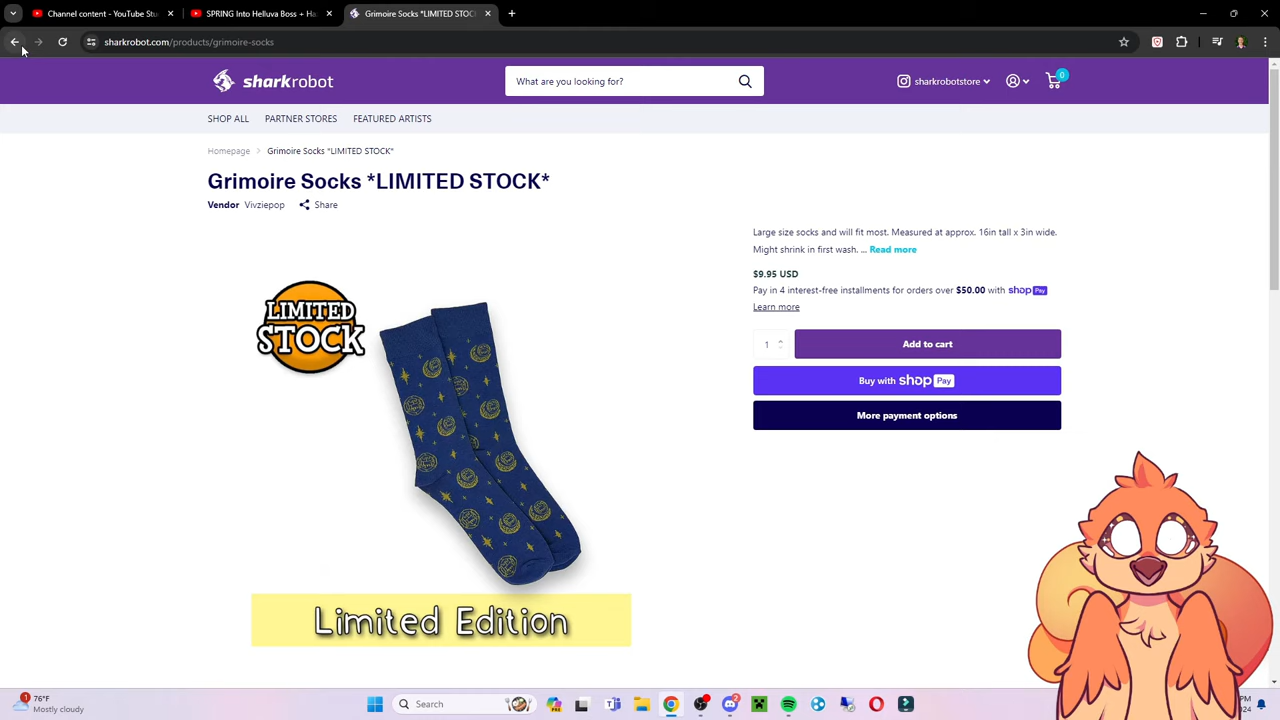 Channel content - YouTube Stu
SPRING Into Helluva Boss + Ha
Grimoire Socks *LIMITED STOC
sharkrobot.com/products/grimoire-socks
sharkrobot
What are you looking for?
sharkrobotstore
0
SHOP ALL
PARTNER STORES
FEATURED ARTISTS
Homepage > Grimoire Socks *LIMITED STOCK*
Grimoire Socks *LIMITED STOCK*
Vendor Vivziepop
Share
Large size socks and will fit most. Measured at approx. 16in tall x 3in wide.
Might shrink in first wash. ... Read more
$9.95 USD
Pay in 4 interest-free installments for orders over $50.00 with shop Pay
Learn more
1
Add to cart
Buy with shop Pay
More payment options
LIMITED
STOCK
Limited Edition
1
76°F
Mostly cloudy
Search
2